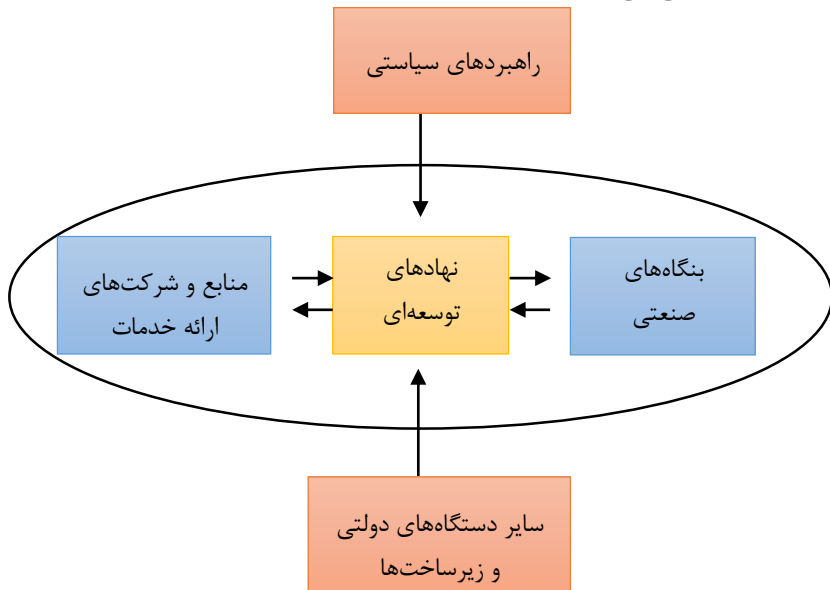 راهبردهای سیاستی
بنگاه‌های
صنعتی
نهادهای
توسعه‌ای
منابع و شرکت‌های
ارائه خدمات
سایر دستگاه‌های دولتی
و زیرساخت‌ها